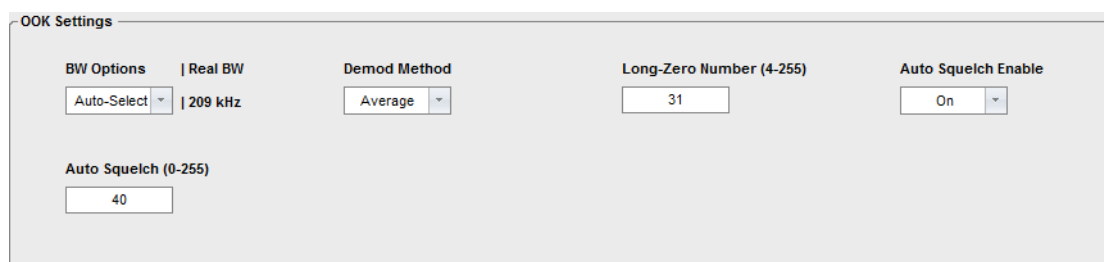 OOK Settings
BW Options | Real BW Demod Method Long-Zero Number (4-255) Auto Squelch Enable
Auto-Select | 209 kHz Average 31 On
Auto Squelch (0-255)
40